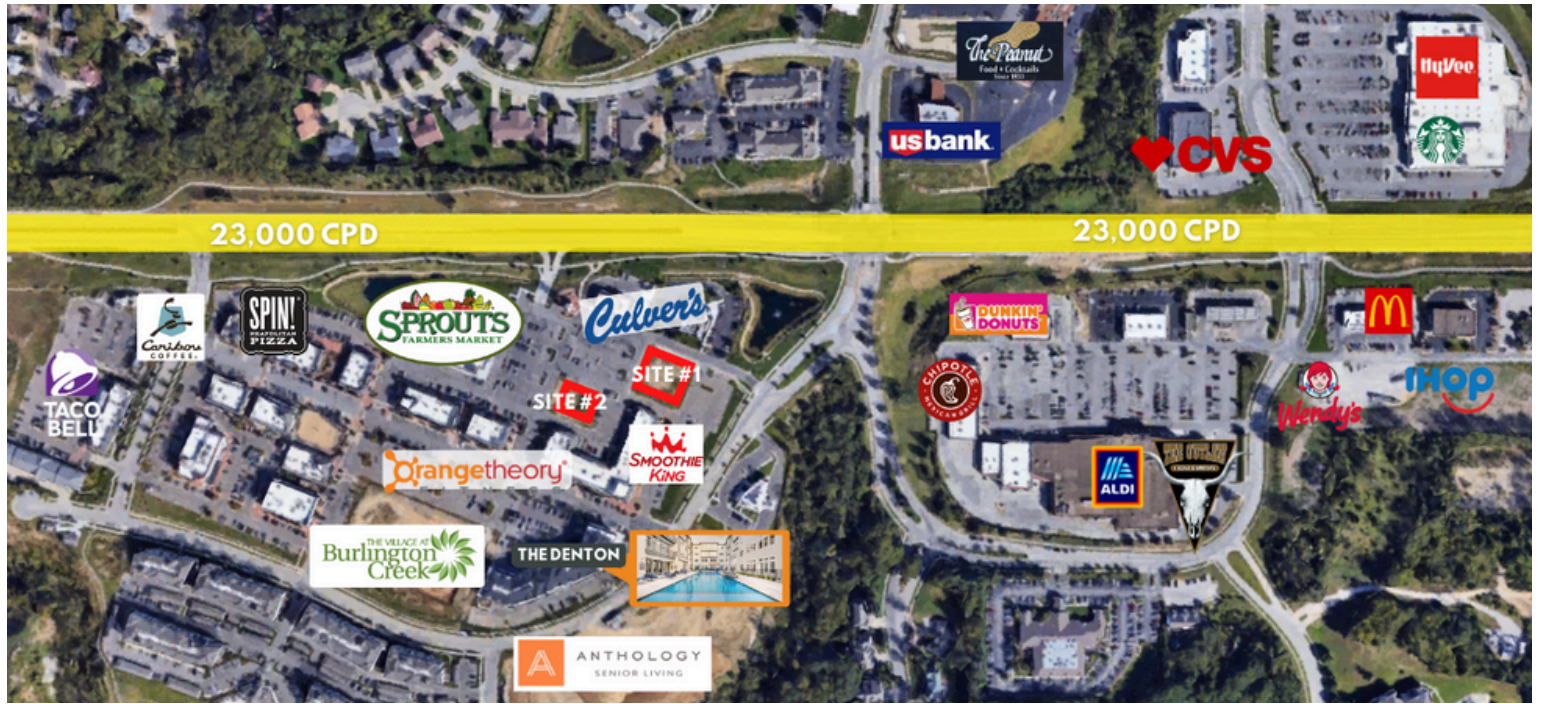 The Peanut
Food + Cocktails
Since 1933
HyVee
usbank.
CVS
23,000 CPD
23,000 CPD
Caribou
COFFEE.
SPIN!
NEAPOLITAN
PIZZA
SPROUTS
FARMERS MARKET
Culver's
DUNKIN'
DONUTS
M
TACO
BELL
SITE #1
SITE #2
CHIPOTLE
MEXICAN GRILL
Wendy's
IHOP
Orangetheory
SMOOTHIE
KING
ALDI
THE VILLAGE AT
Burlington
Creek
THE DENTON
A
ANTHOLOGY
SENIOR LIVING